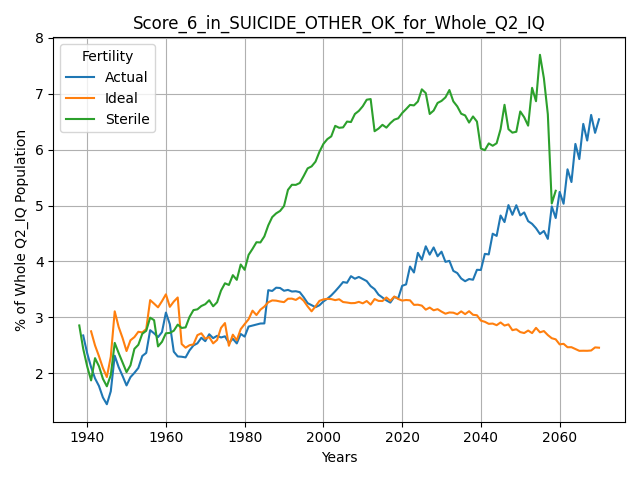 Score_6_in_SUICIDE_OTHER_OK_for_Whole_Q2_IQ
Fertility
Actual
Ideal
Sterile
% of Whole Q2_IQ Population
8
7
6
5
4
3
2
1940 1960 1980 2000 2020 2040 2060
Years